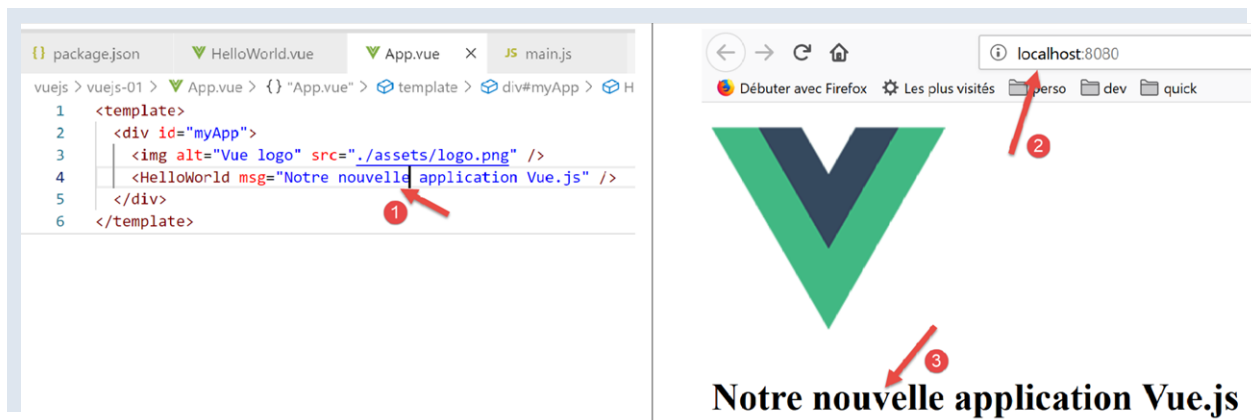 {} package.json HelloWorld.vue App.vue × JS main.js
vuejs > vuejs-01 > App.vue > {} "App.vue" > template > div#myApp > H
1 <template>
2 <div id="myApp">
3 <img alt="Vue logo" src="./assets/logo.png" />
4 <HelloWorld msg="Notre nouvelle application Vue.js" />
5 </div>
6 </template>
1
localhost:8080
Débuter avec Firefox Les plus visités perso dev quick
2
3
Notre nouvelle application Vue.js